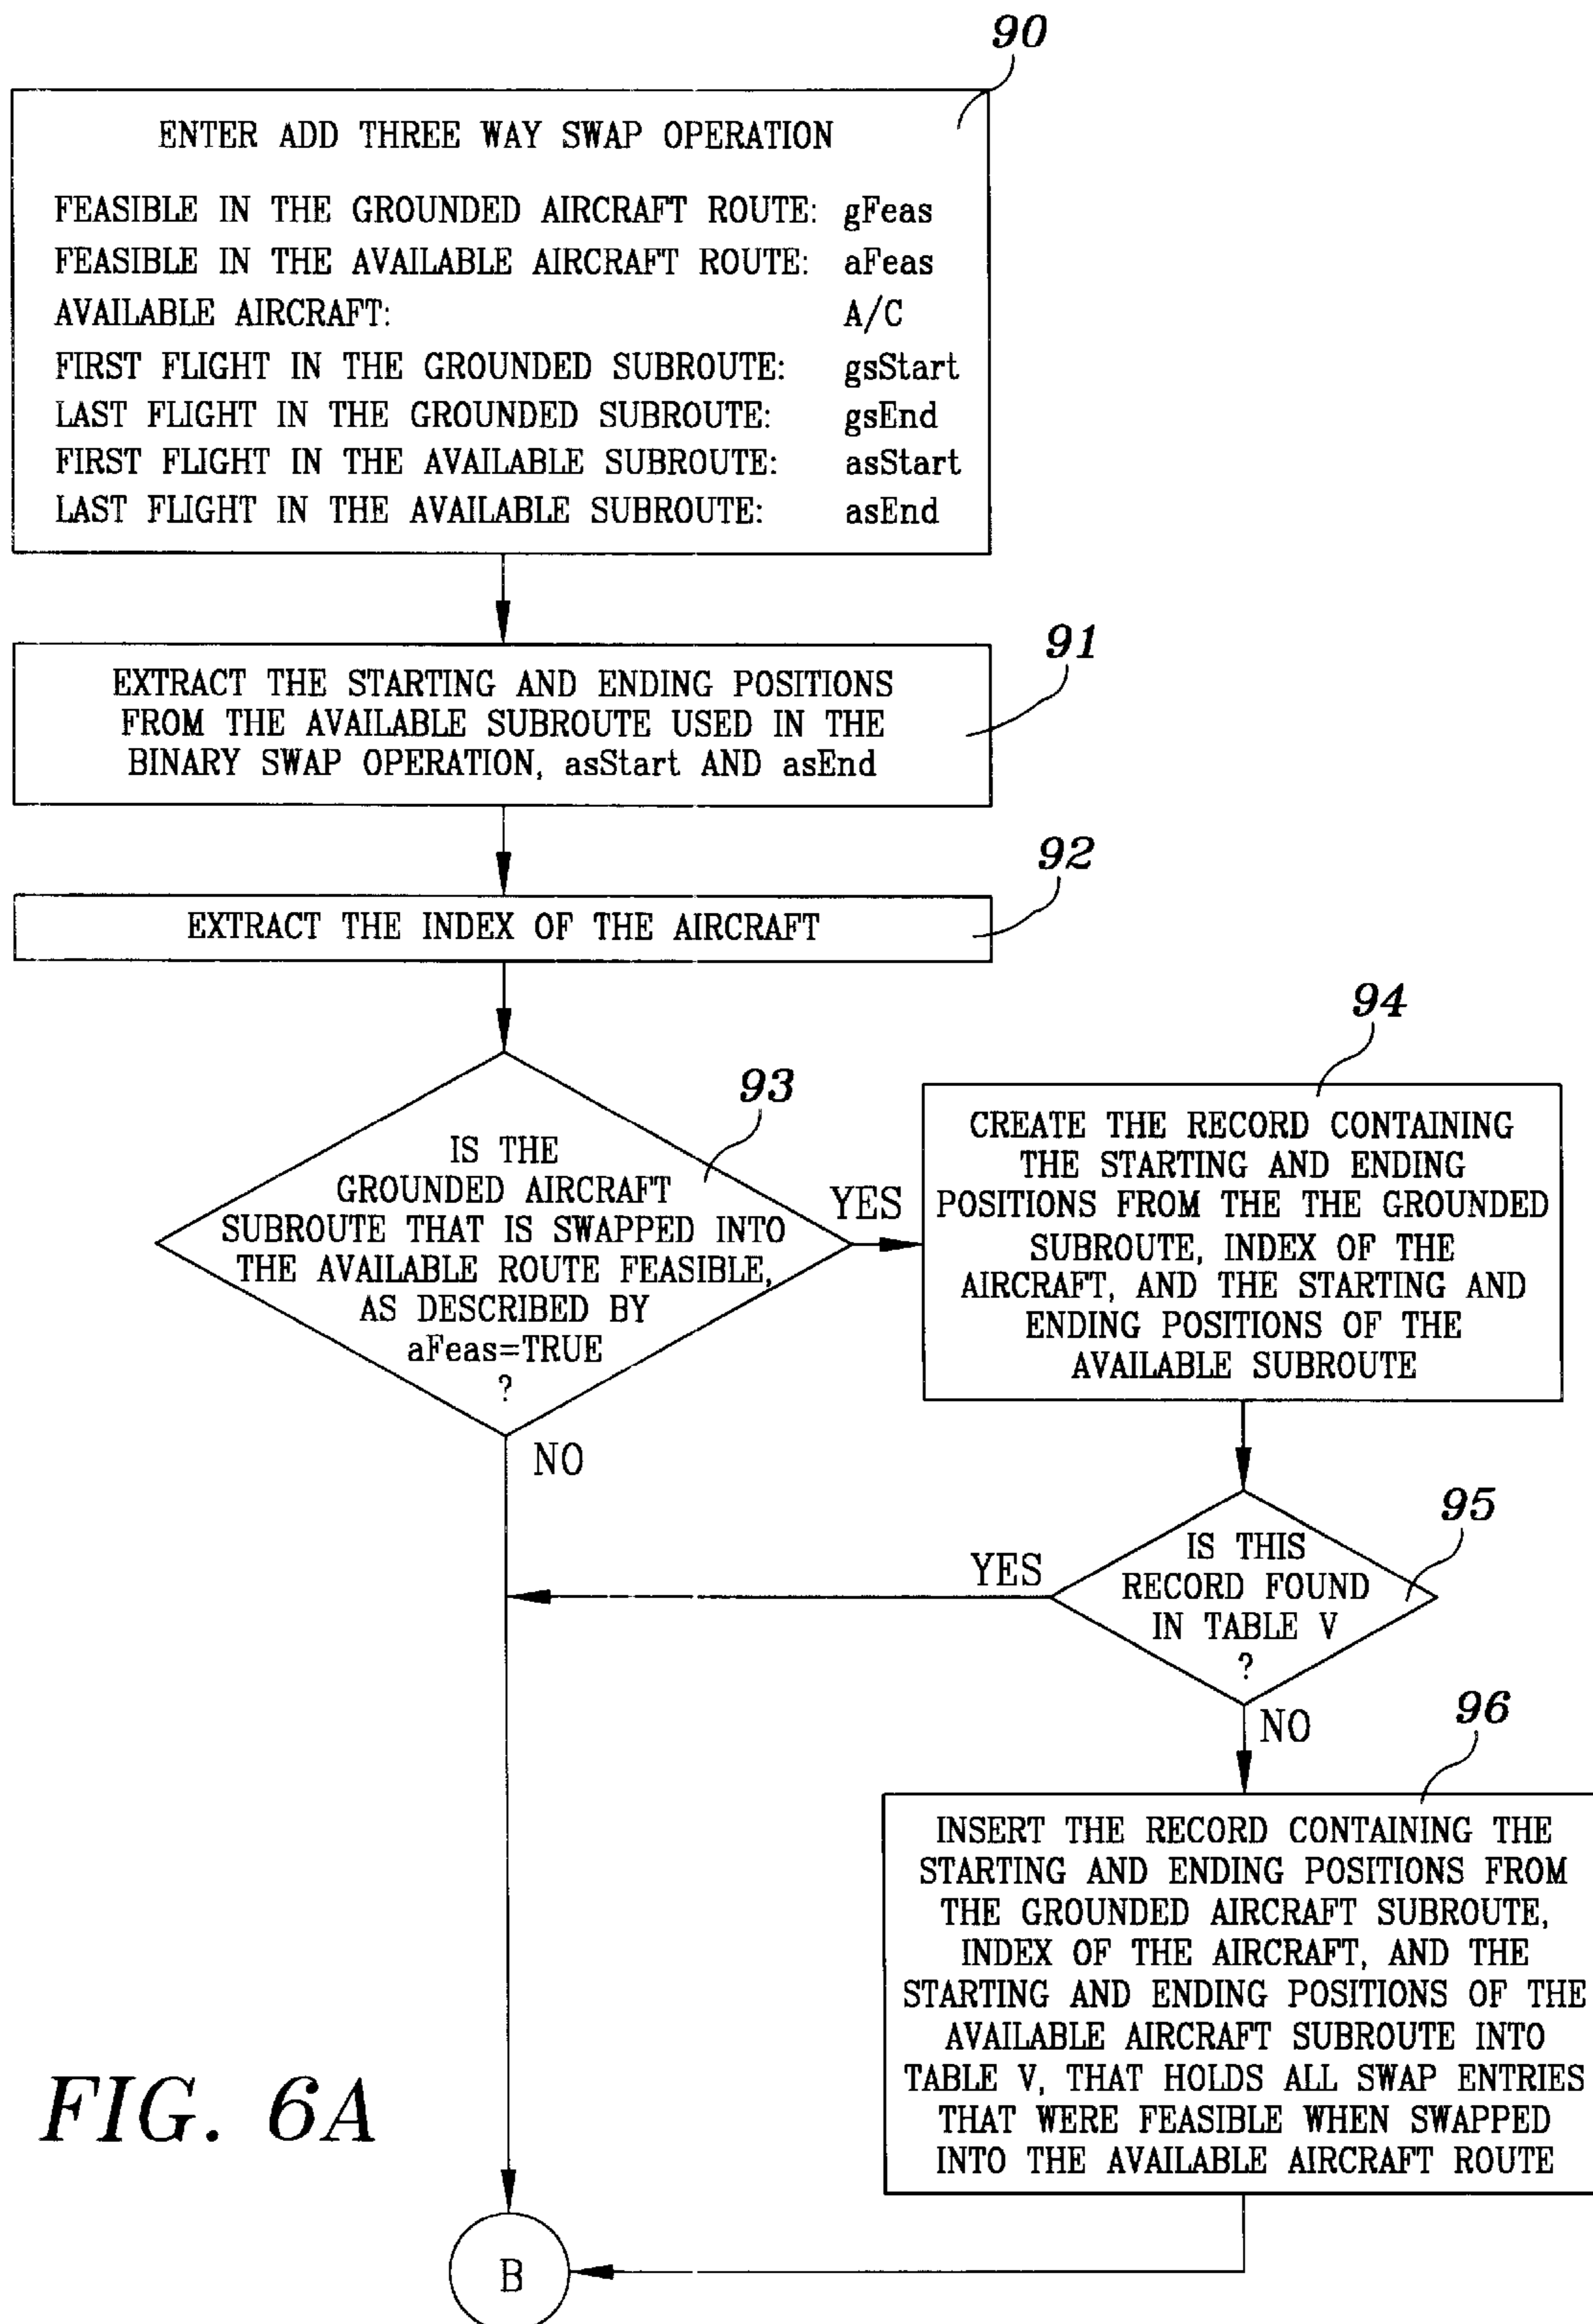 90
ENTER ADD THREE WAY SWAP OPERATION
FEASIBLE IN THE GROUNDED AIRCRAFT ROUTE: gFeas
FEASIBLE IN THE AVAILABLE AIRCRAFT ROUTE: aFeas
AVAILABLE AIRCRAFT: A/C
FIRST FLIGHT IN THE GROUNDED SUBROUTE: gsStart
LAST FLIGHT IN THE GROUNDED SUBROUTE: gsEnd
FIRST FLIGHT IN THE AVAILABLE SUBROUTE: asStart
LAST FLIGHT IN THE AVAILABLE SUBROUTE: asEnd
91
EXTRACT THE STARTING AND ENDING POSITIONS
FROM THE AVAILABLE SUBROUTE USED IN THE
BINARY SWAP OPERATION, asStart AND asEnd
92
EXTRACT THE INDEX OF THE AIRCRAFT
93
IS THE
GROUNDED AIRCRAFT
SUBROUTE THAT IS SWAPPED INTO
THE AVAILABLE ROUTE FEASIBLE,
AS DESCRIBED BY
aFeas=TRUE
?
YES
NO
94
CREATE THE RECORD CONTAINING
THE STARTING AND ENDING
POSITIONS FROM THE THE GROUNDED
SUBROUTE, INDEX OF THE
AIRCRAFT, AND THE STARTING AND
ENDING POSITIONS OF THE
AVAILABLE SUBROUTE
95
IS THIS
RECORD FOUND
IN TABLE V
?
YES
NO
96
INSERT THE RECORD CONTAINING THE
STARTING AND ENDING POSITIONS FROM
THE GROUNDED AIRCRAFT SUBROUTE,
INDEX OF THE AIRCRAFT, AND THE
STARTING AND ENDING POSITIONS OF THE
AVAILABLE AIRCRAFT SUBROUTE INTO
TABLE V, THAT HOLDS ALL SWAP ENTRIES
THAT WERE FEASIBLE WHEN SWAPPED
INTO THE AVAILABLE AIRCRAFT ROUTE
FIG. 6A
B